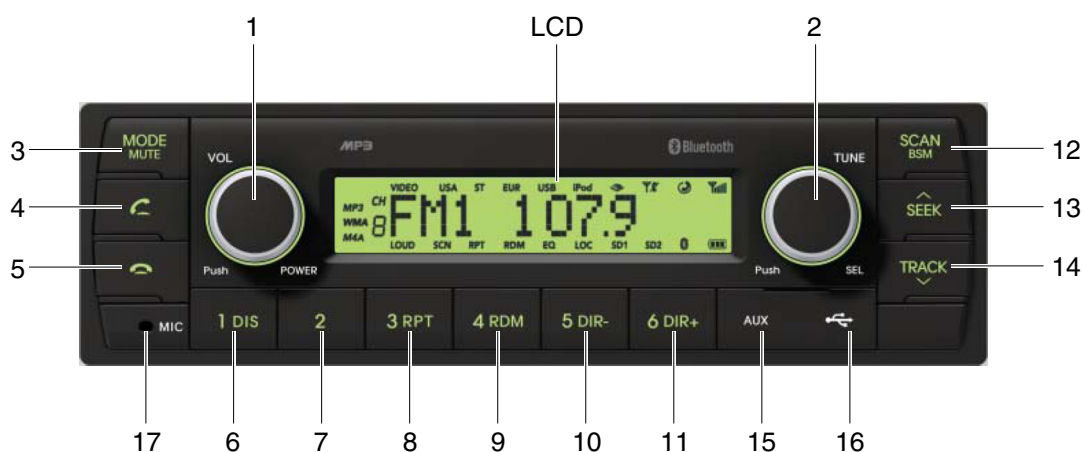 1 LCD 2
3 MODE MUTE VOL MP3 Bluetooth TUNE SCAN BSM 12
VIDEO USA ST EUR USB iPod
4 MP3 CH SEEK 13
WMA 8 FM1 107.9
M4A
LOUD SCN RPT RDM EQ LOC SD1 SD2
5 Push POWER Push SEL TRACK 14
MIC 1 DIS 2 3 RPT 4 RDM 5 DIR- 6 DIR+ AUX
17 6 7 8 9 10 11 15 16